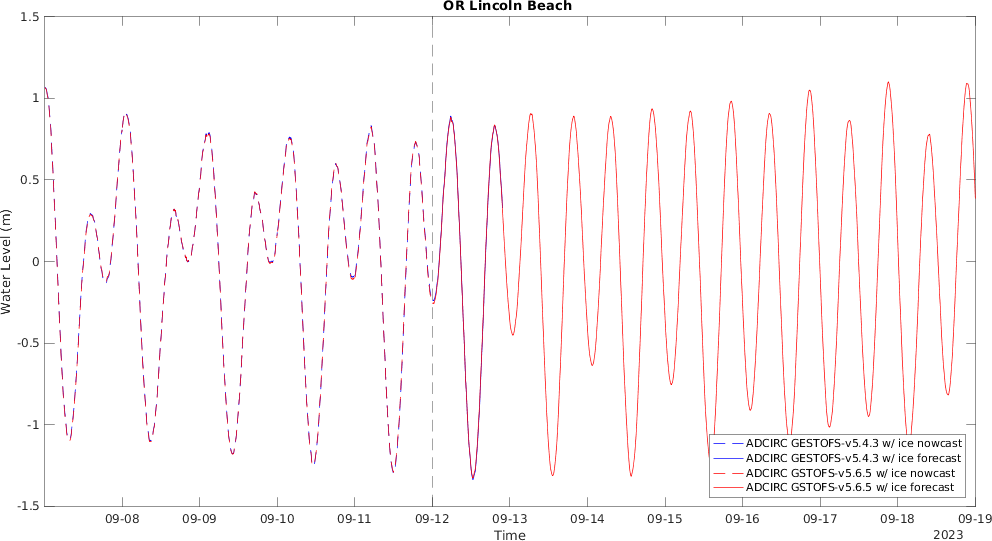 OR Lincoln Beach
1.5
1
0.5
0
-0.5
-1
-1.5
Water Level (m)
ADCIRC GESTOFS-v5.4.3 w/ ice nowcast
ADCIRC GESTOFS-v5.4.3 w/ ice forecast
ADCIRC GSTOFS-v5.6.5 w/ ice nowcast
ADCIRC GSTOFS-v5.6.5 w/ ice forecast
09-08 09-09 09-10 09-11 09-12 09-13 09-14 09-15 09-16 09-17 09-18 09-19
Time
2023